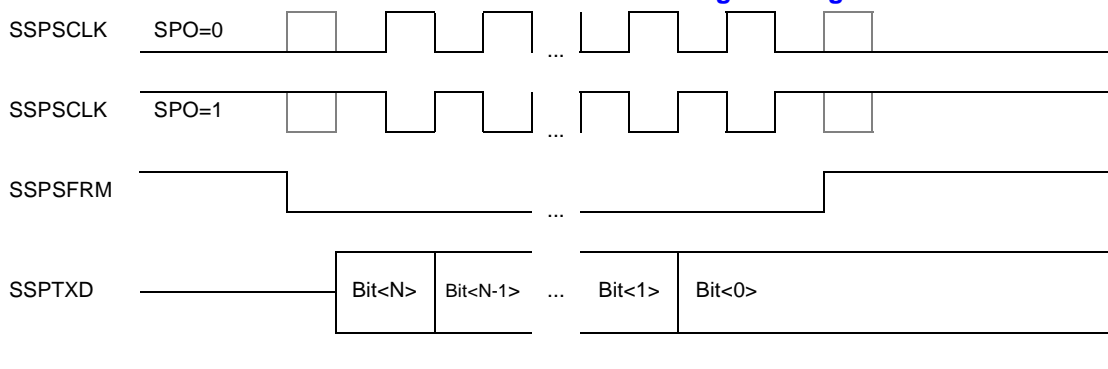 SSPSCLK SPO=0
...
SSPSCLK SPO=1
...
SSPSFRM
...
SSPTXD Bit<N> Bit<N-1> ... Bit<1> Bit<0>